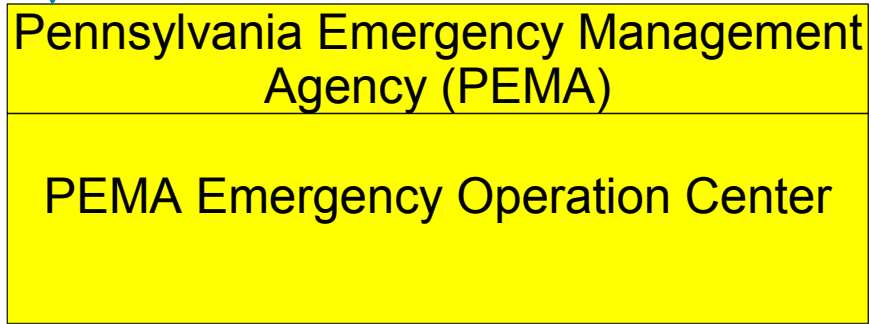 Pennsylvania Emergency Management
Agency (PEMA)
PEMA Emergency Operation Center